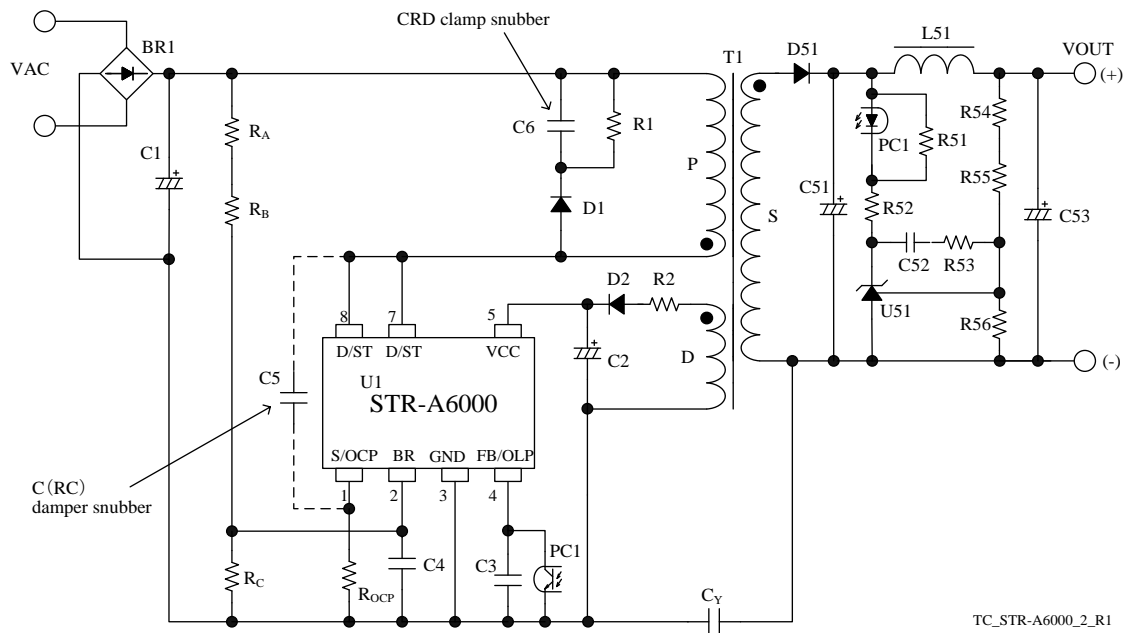 CRD clamp snubber
VAC
BR1
C1
+
RA
RB
C6
R1
D1
P
T1
S
D51
L51
VOUT
(+)
PC1
R51
R54
R55
C51
+
R52
C52
R53
C53
+
U51
R56
(-)
D2
R2
C2
+
D
8
7
5
D/ST
D/ST
VCC
U1
STR-A6000
S/OCP
BR
GND
FB/OLP
1
2
3
4
C5
C(RC)
damper snubber
RC
ROCP
C4
C3
PC1
CY
TC_STR-A6000_2_R1